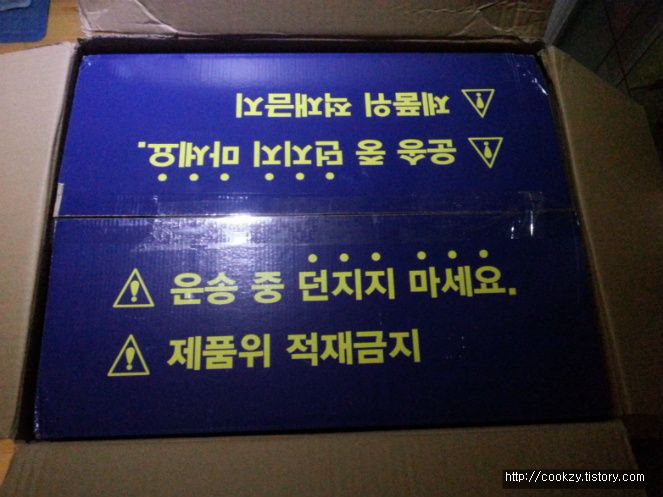 제품위 적재금지
운송 중 던지지 마세요.
운송 중 던지지 마세요.
제품위 적재금지
http://cookzy.tistory.com